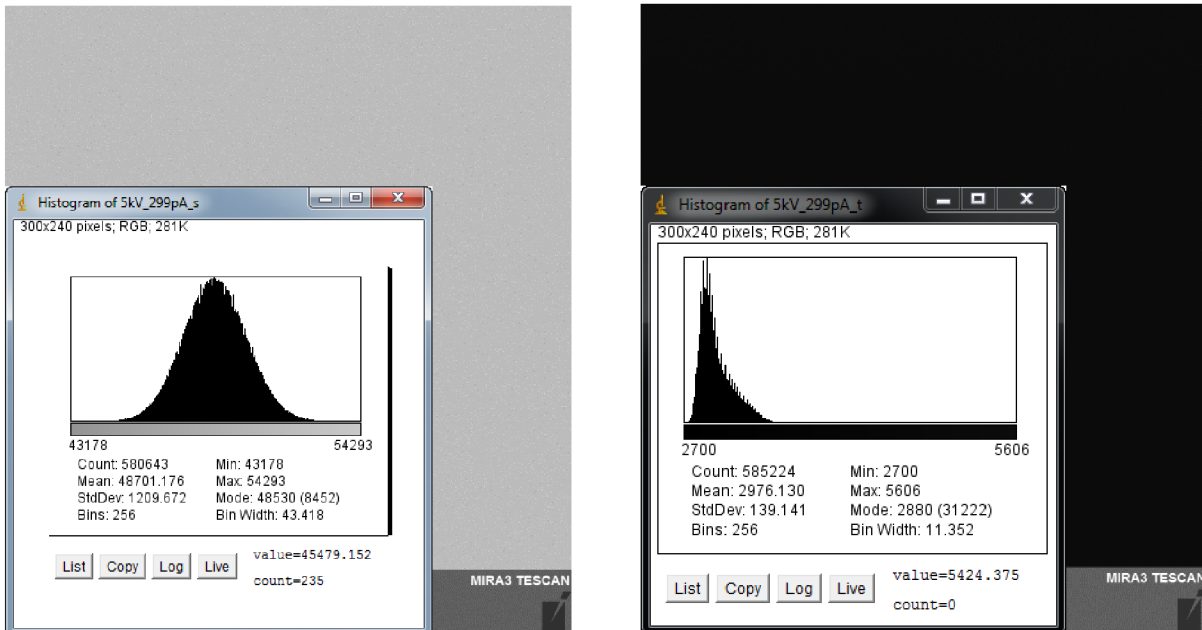 Histogram of 5kV_299pA_s
300x240 pixels; RGB; 281K
43178 54293
Count: 580643 Min: 43178
Mean: 48701.176 Max: 54293
StdDev: 1209.672 Mode: 48530 (8452)
Bins: 256 Bin Width: 43.418
List Copy Log Live value=45479.152
count=235
MIRA3 TESCAN
Histogram of 5kV_299pA_t
300x240 pixels; RGB; 281K
2700 5606
Count: 585224 Min: 2700
Mean: 2976.130 Max: 5606
StdDev: 139.141 Mode: 2880 (31222)
Bins: 256 Bin Width: 11.352
List Copy Log Live value=5424.375
count=0
MIRA3 TESCAN